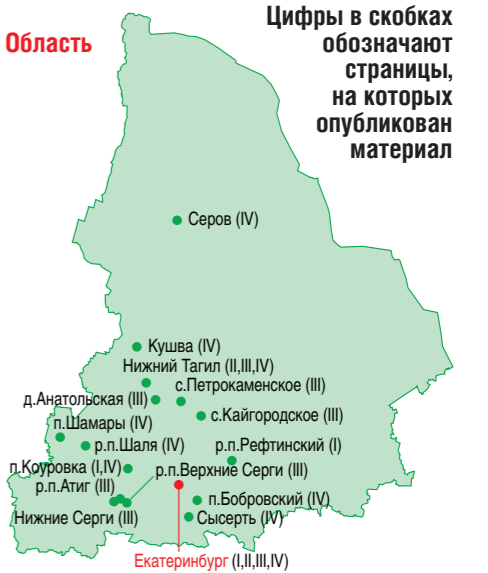 Область
Цифры в скобках
обозначают
страницы,
на которых
опубликован
материал
Серов (IV)
Кушва (IV)
Нижний Тагил (II,III,IV)
с.Петрокаменское (III)
д.Анатольская (III)
с.Кайгородское (III)
п.Шамары (IV)
р.п.Шаля (IV)
р.п.Рефтинский (I)
п.Коуровка (I,IV)
р.п.Верхние Серги (III)
р.п.Атиг (III)
п.Бобровский (IV)
Нижние Серги (III)
Сысерть (IV)
Екатеринбург (I,II,III,IV)